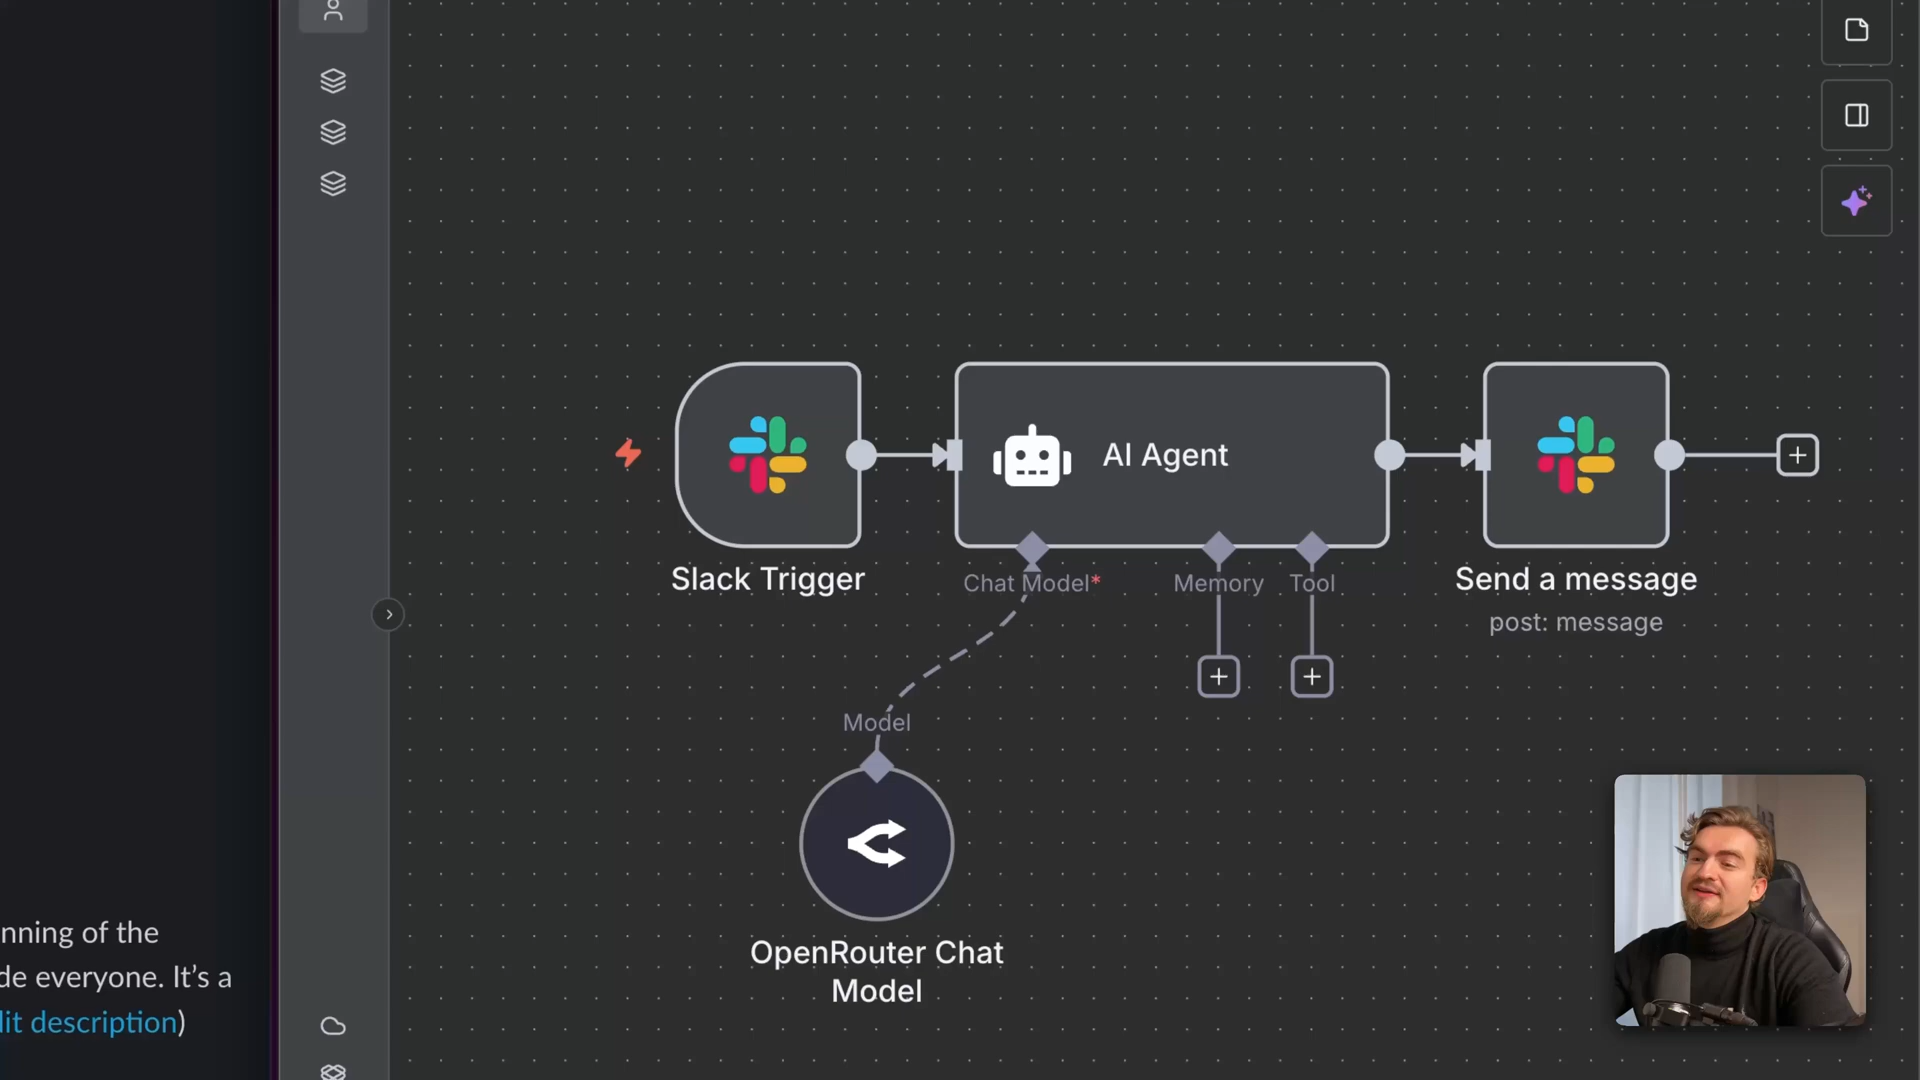 AI Agent
Slack Trigger
Chat Model*
Memory
Tool
Send a message
post: message
Model
OpenRouter Chat
Model
nning of the
de everyone. It’s a
lit description)